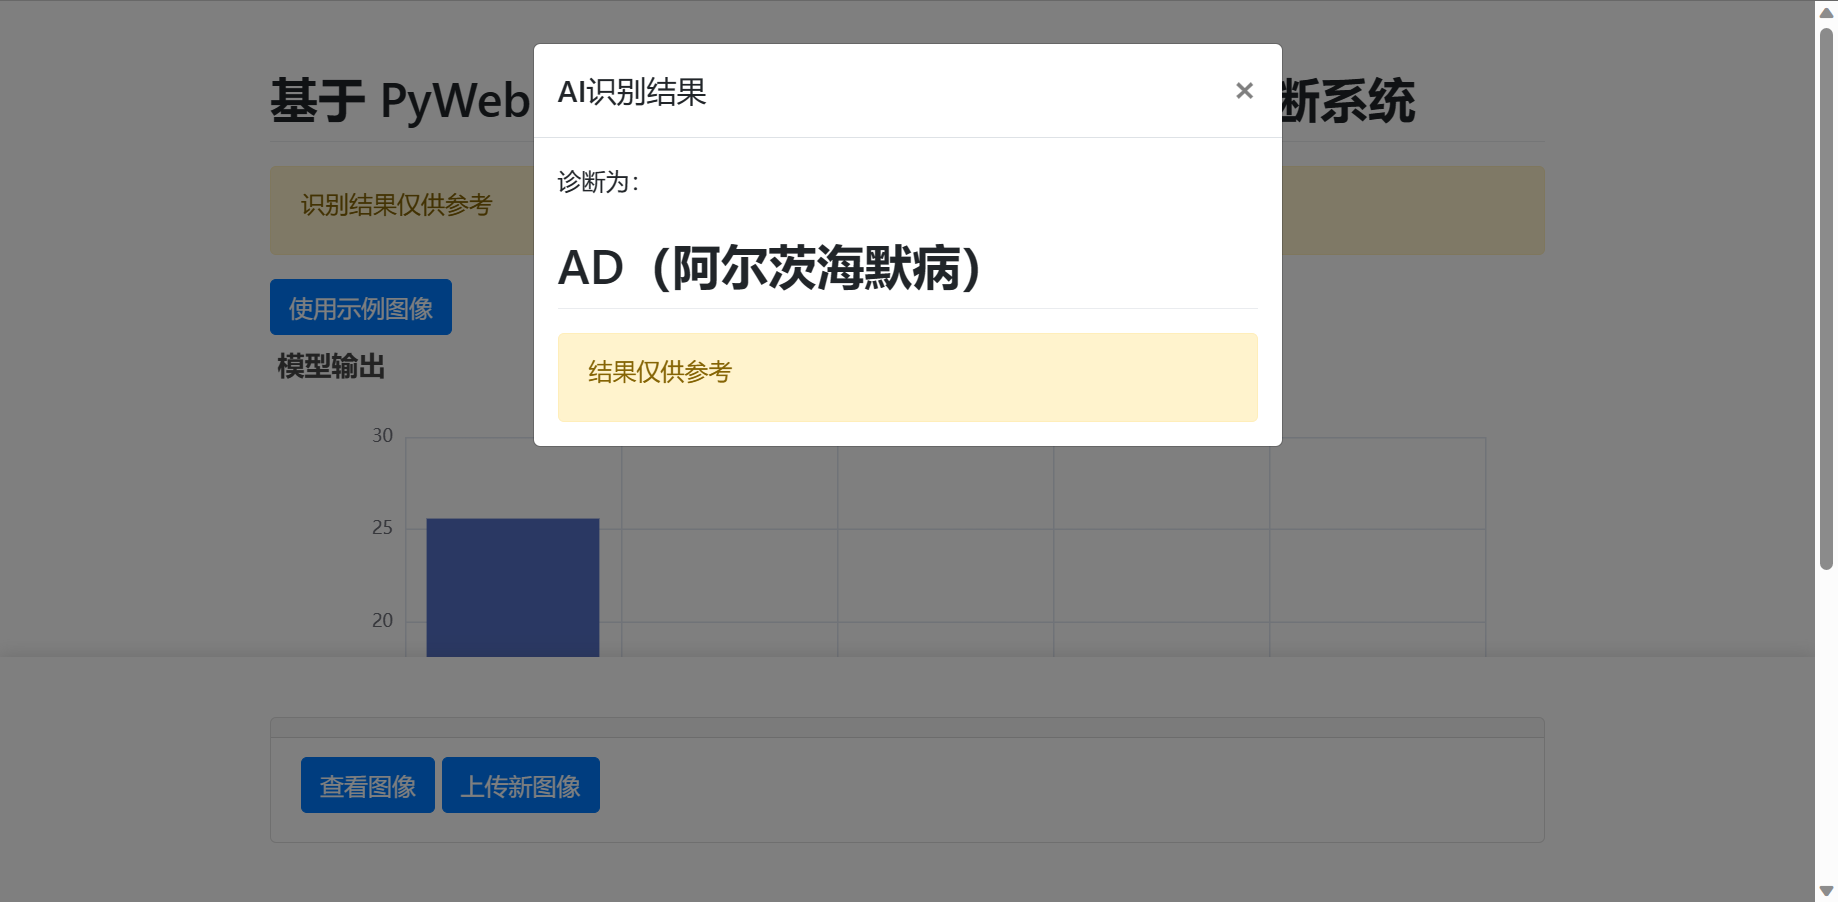 AI识别结果
×
诊断为：
AD（阿尔茨海默病）
结果仅供参考
基于 PyWeb
断系统
识别结果仅供参考
使用示例图像
模型输出
30
25
20
查看图像 上传新图像